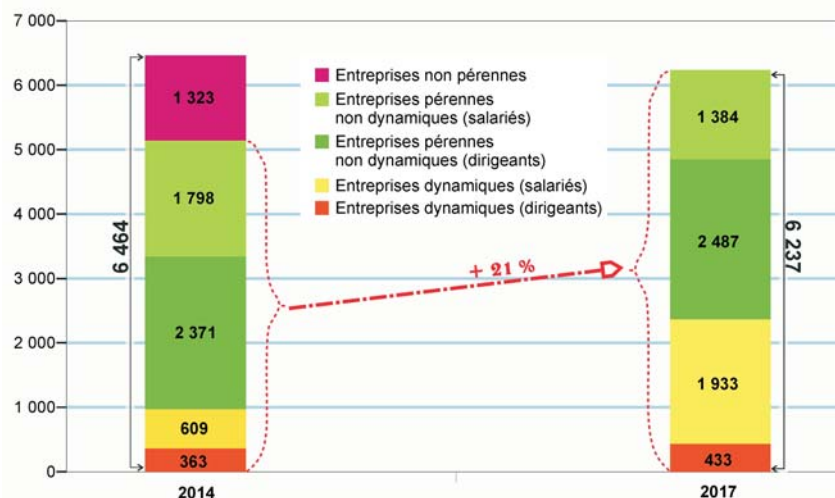 7 000
6 000
5 000
4 000
3 000
2 000
1 000
0
6 464
1 323
1 798
2 371
609
363
2014
Entreprises non pérennes
Entreprises pérennes
non dynamiques (salariés)
Entreprises pérennes
non dynamiques (dirigeants)
Entreprises dynamiques (salariés)
Entreprises dynamiques (dirigeants)
+ 21 %
1 384
2 487
1 933
433
2017
6 237